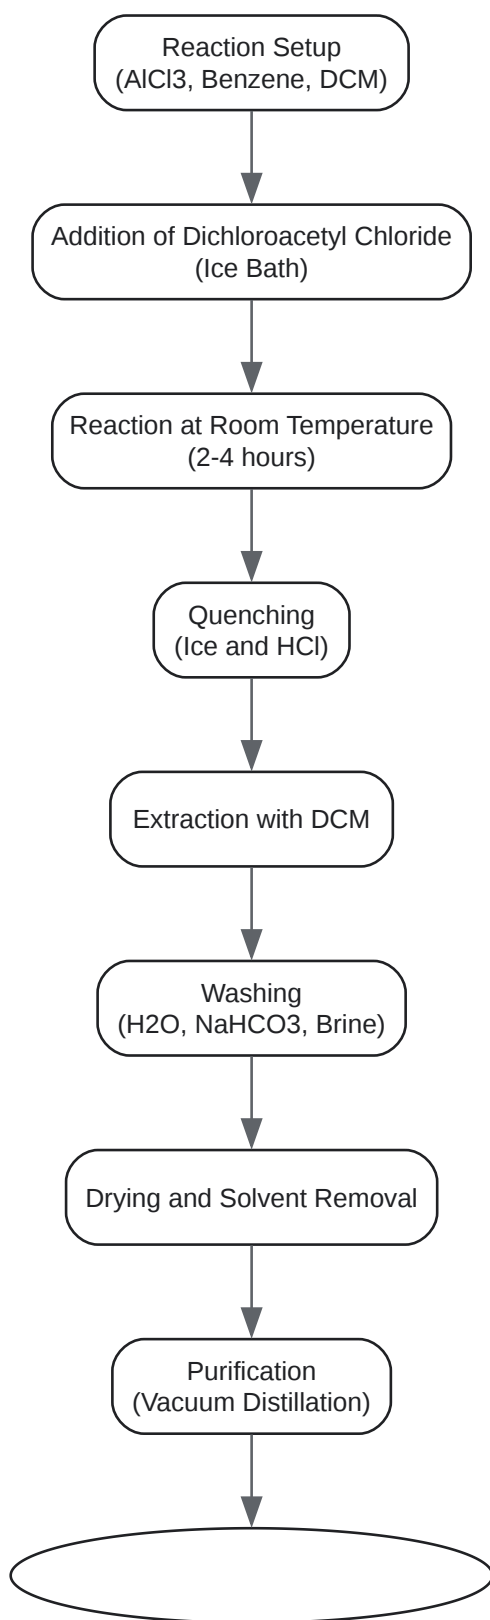 Reaction Setup
(AlCl3, Benzene, DCM)
Addition of Dichloroacetyl Chloride
(Ice Bath)
Reaction at Room Temperature
(2-4 hours)
Quenching
(Ice and HCl)
Extraction with DCM
Washing
(H2O, NaHCO3, Brine)
Drying and Solvent Removal
Purification
(Vacuum Distillation)